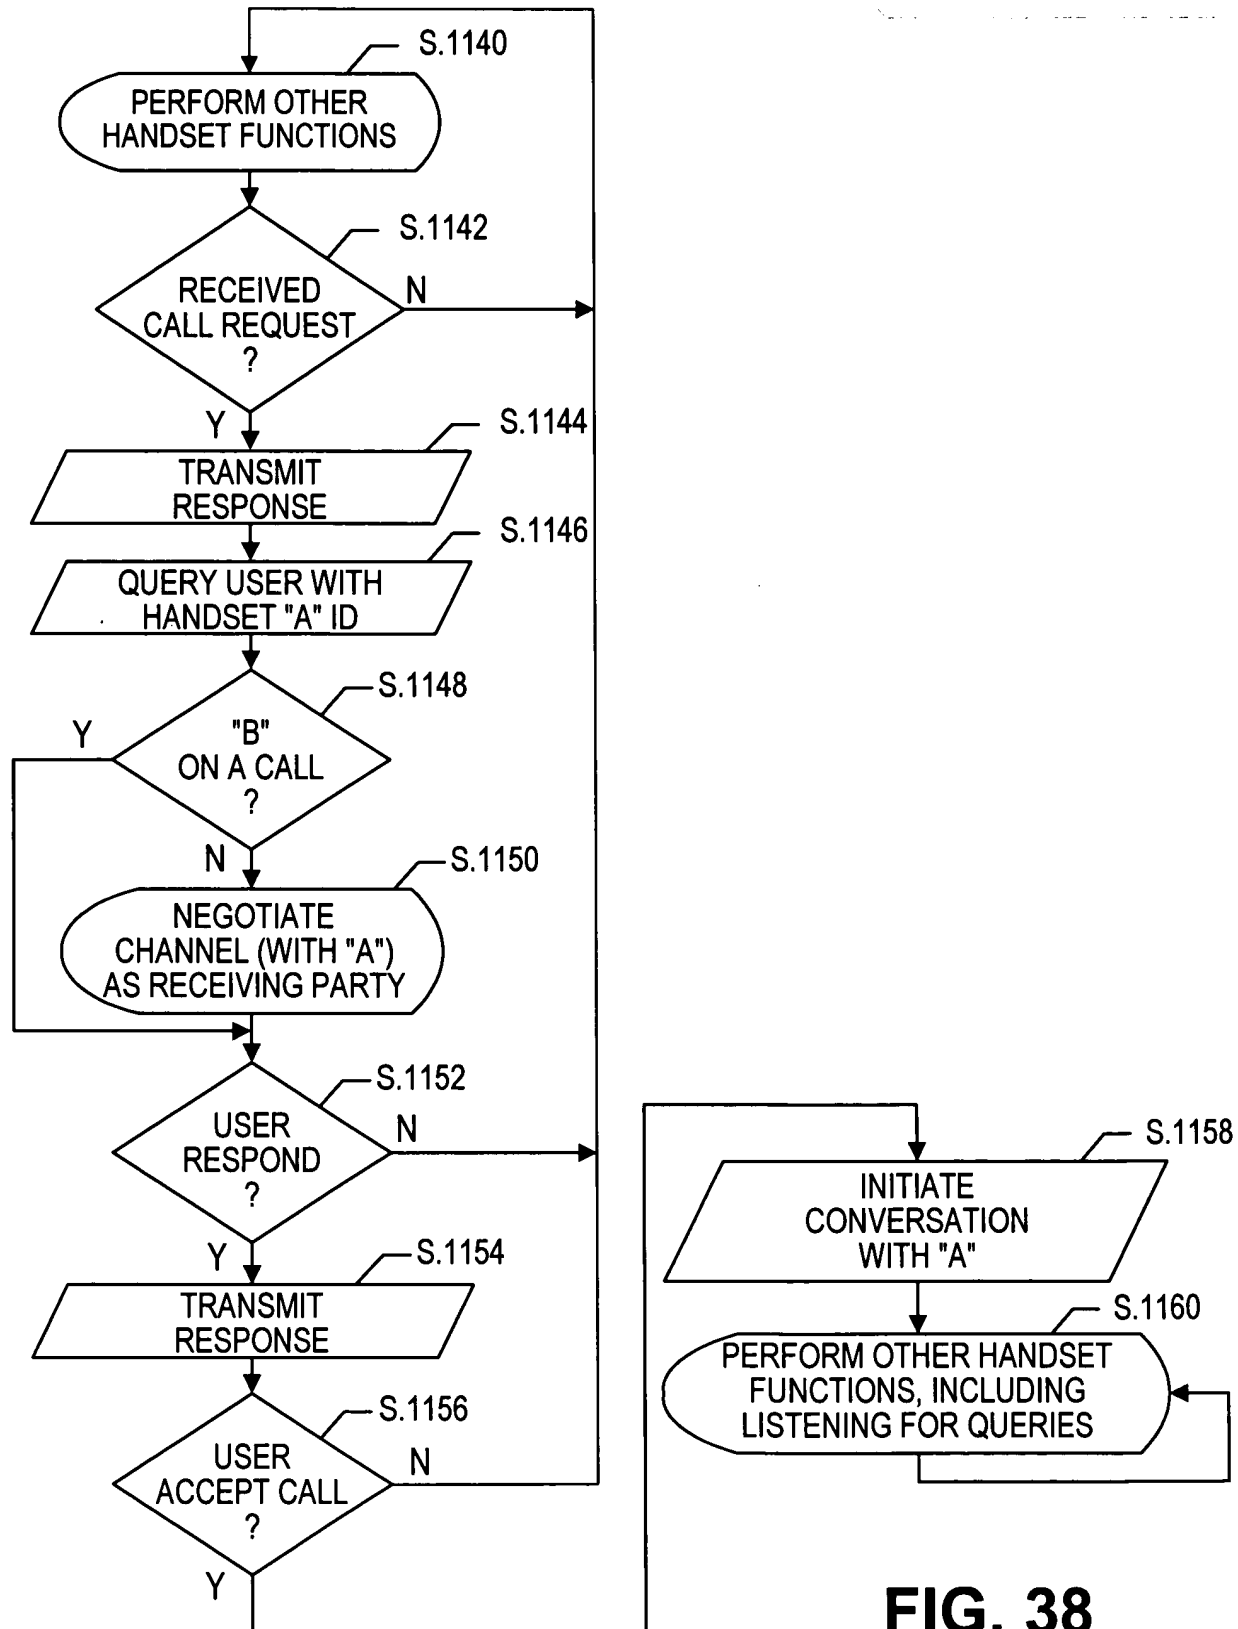 S.1140
PERFORM OTHER
HANDSET FUNCTIONS
S.1142
RECEIVED
CALL REQUEST
?
N
Y
S.1144
TRANSMIT
RESPONSE
S.1146
QUERY USER WITH
HANDSET "A" ID
S.1148
"B"
ON A CALL
?
Y
N
S.1150
NEGOTIATE
CHANNEL (WITH "A")
AS RECEIVING PARTY
S.1152
USER
RESPOND
?
N
Y
S.1154
TRANSMIT
RESPONSE
S.1156
USER
ACCEPT CALL
?
N
Y
S.1158
INITIATE
CONVERSATION
WITH "A"
S.1160
PERFORM OTHER HANDSET
FUNCTIONS, INCLUDING
LISTENING FOR QUERIES
FIG. 38